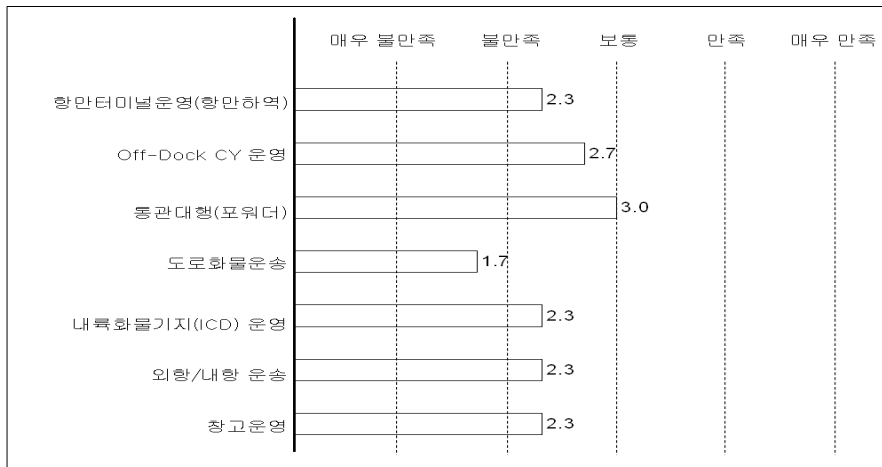 매우 불만족 불만족 보통 만족 매우 만족
항만터미널운영(항만하역) 2.3
Off-Dock CY 운영 2.7
통관대행(포워더) 3.0
도로화물운송 1.7
내륙화물기지(ICD) 운영 2.3
외항/내항 운송 2.3
창고운영 2.3